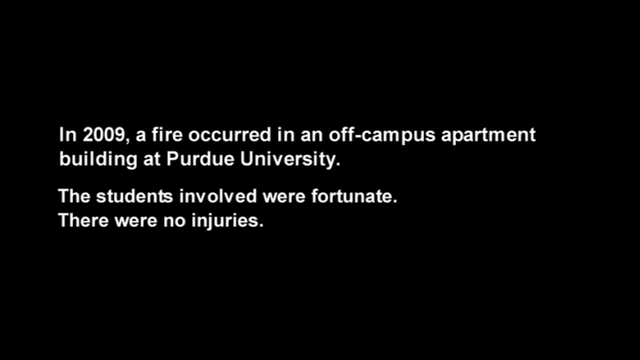 In 2009, a fire occurred in an off-campus apartment
building at Purdue University.
The students involved were fortunate.
There were no injuries.